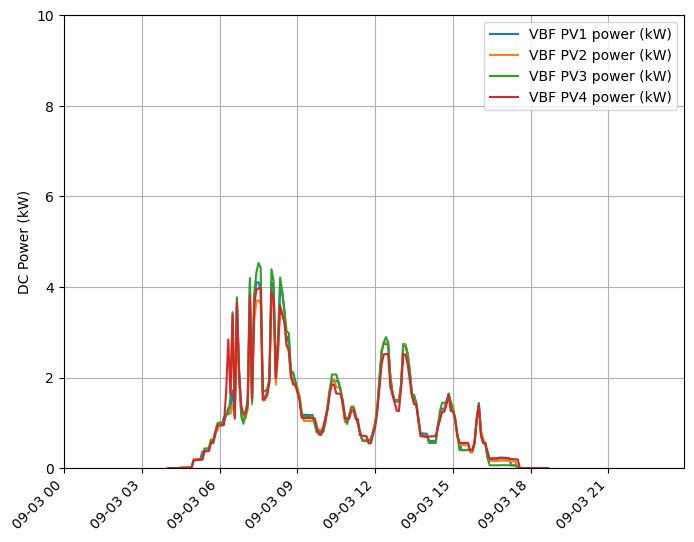 10
8
6
4
2
0
DC Power (kW)
VBF PV1 power (kW)
VBF PV2 power (kW)
VBF PV3 power (kW)
VBF PV4 power (kW)
09-03 00
09-03 03
09-03 06
09-03 09
09-03 12
09-03 15
09-03 18
09-03 21